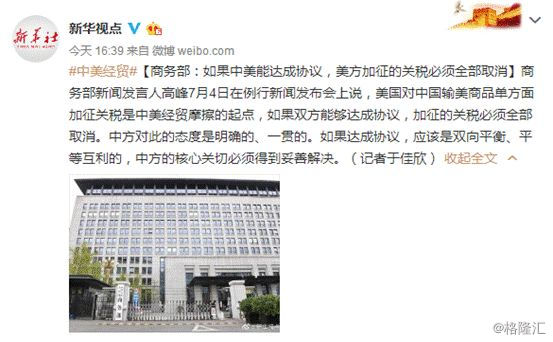 新华社
新华视点
今天 16:39 来自 微博 weibo.com
#中美经贸#【商务部：如果中美能达成协议，美方加征的关税必须全部取消】商
务部新闻发言人高峰7月4日在例行新闻发布会上说，美国对中国输美商品单方面
加征关税是中美经贸摩擦的起点，如果双方能够达成协议，加征的关税必须全部
取消。中方对此的态度是明确的、一贯的。如果达成协议，应该是双向平衡、平
等互利的，中方的核心关切必须得到妥善解决。（记者于佳欣）收起全文
@格隆汇